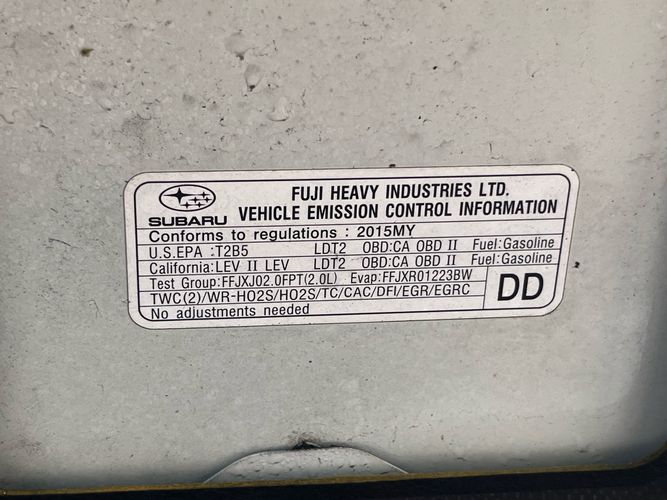 FUJI HEAVY INDUSTRIES LTD.
SUBARU VEHICLE EMISSION CONTROL INFORMATION
Conforms to regulations : 2015MY
U.S.EPA :T2B5 LDT2 OBD:CA OBD II Fuel:Gasoline
California:LEV II LEV LDT2 OBD:CA OBD II Fuel:Gasoline
Test Group:FFJXJ02.0FPT(2.0L) Evap:FFJXR01223BW
TWC(2)/WR-HO2S/HO2S/TC/CAC/DFI/EGR/EGRC
DD
No adjustments needed